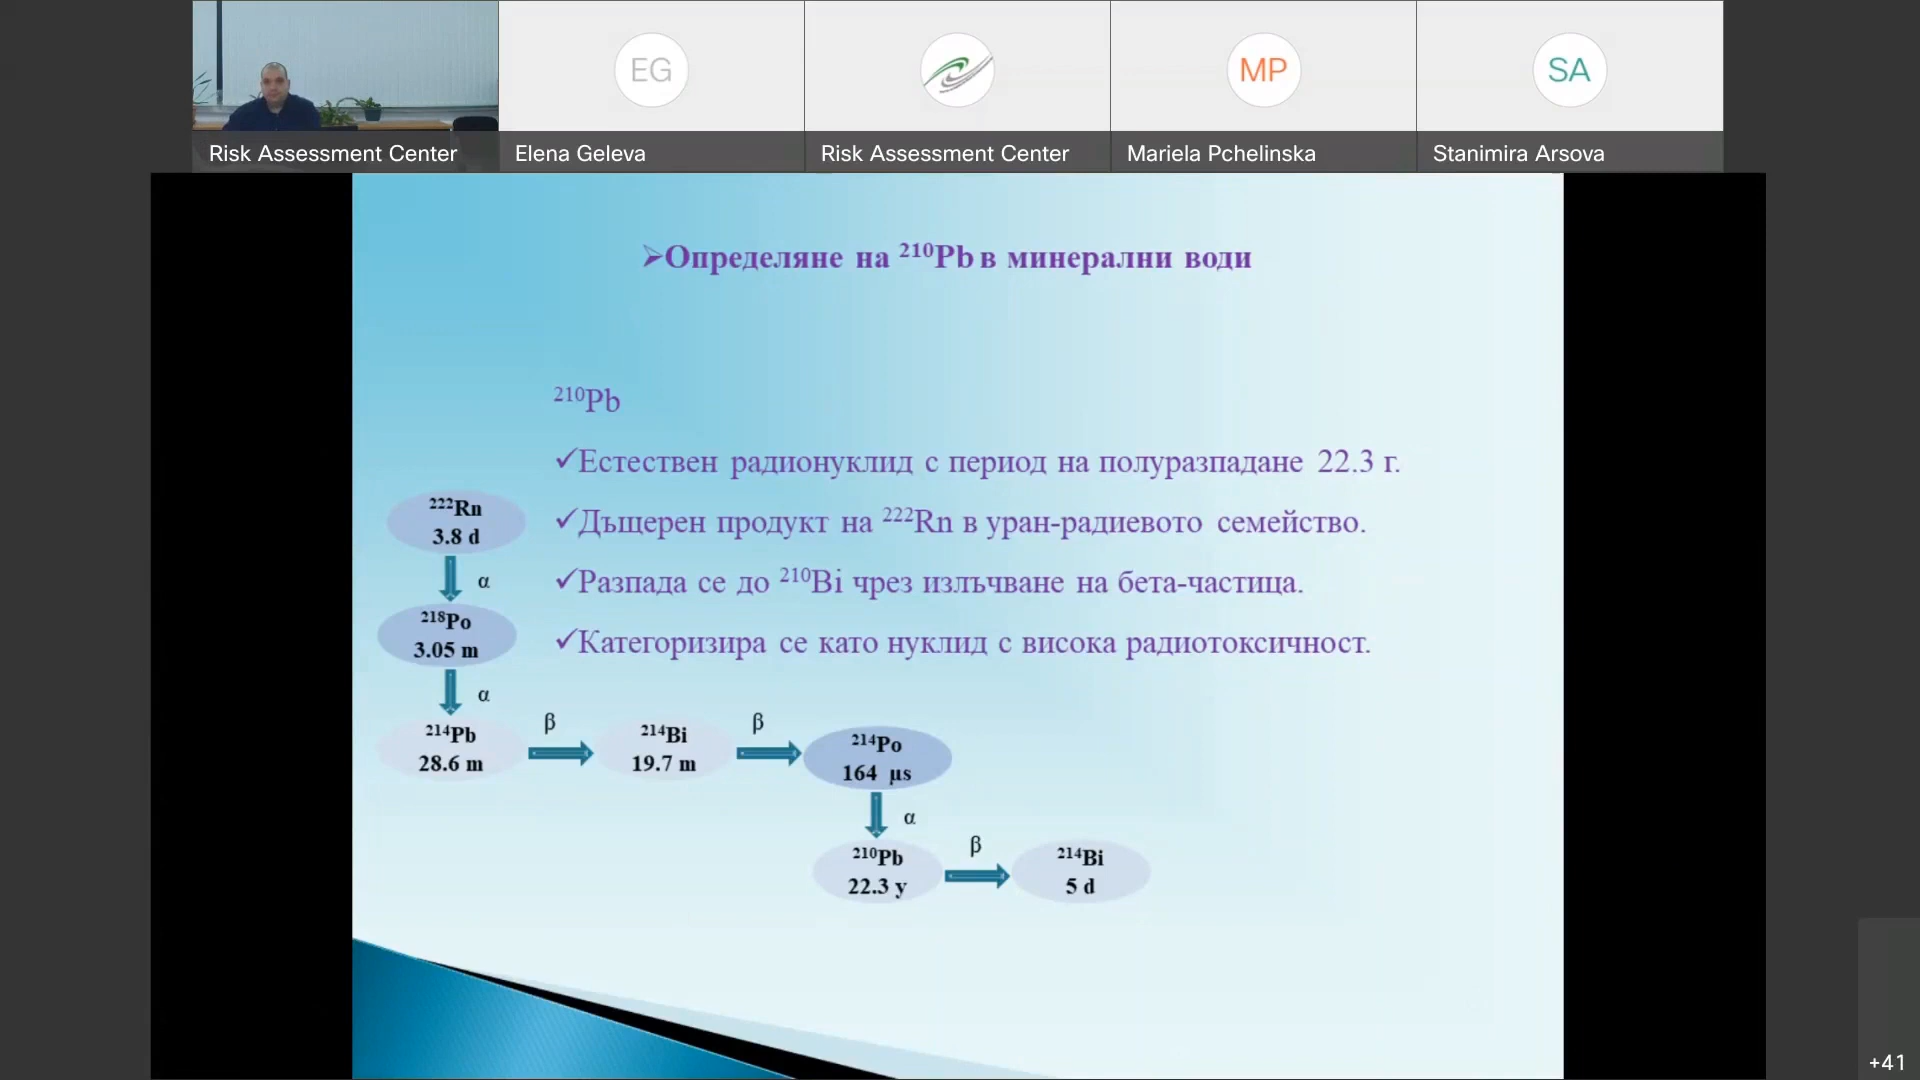 EG
MP
SA
Risk Assessment Center
Elena Geleva
Risk Assessment Center
Mariela Pchelinska
Stanimira Arsova
➢Определяне на ²¹⁰Pb в минерални води
²¹⁰Pb
✓Естествен радионуклид с период на полуразпадане 22.3 г.
✓Дъщерен продукт на ²²²Rn в уран-радиевото семейство.
✓Разпада се до ²¹⁰Bi чрез излъчване на бета-частица.
✓Категоризира се като нуклид с висока радиотоксичност.
²²²Rn
3.8 d
α
²¹⁸Po
3.05 m
α
²¹⁴Pb
28.6 m
β
²¹⁴Bi
19.7 m
β
²¹⁴Po
164 μs
α
²¹⁰Pb
22.3 y
β
²¹⁴Bi
5 d
+41